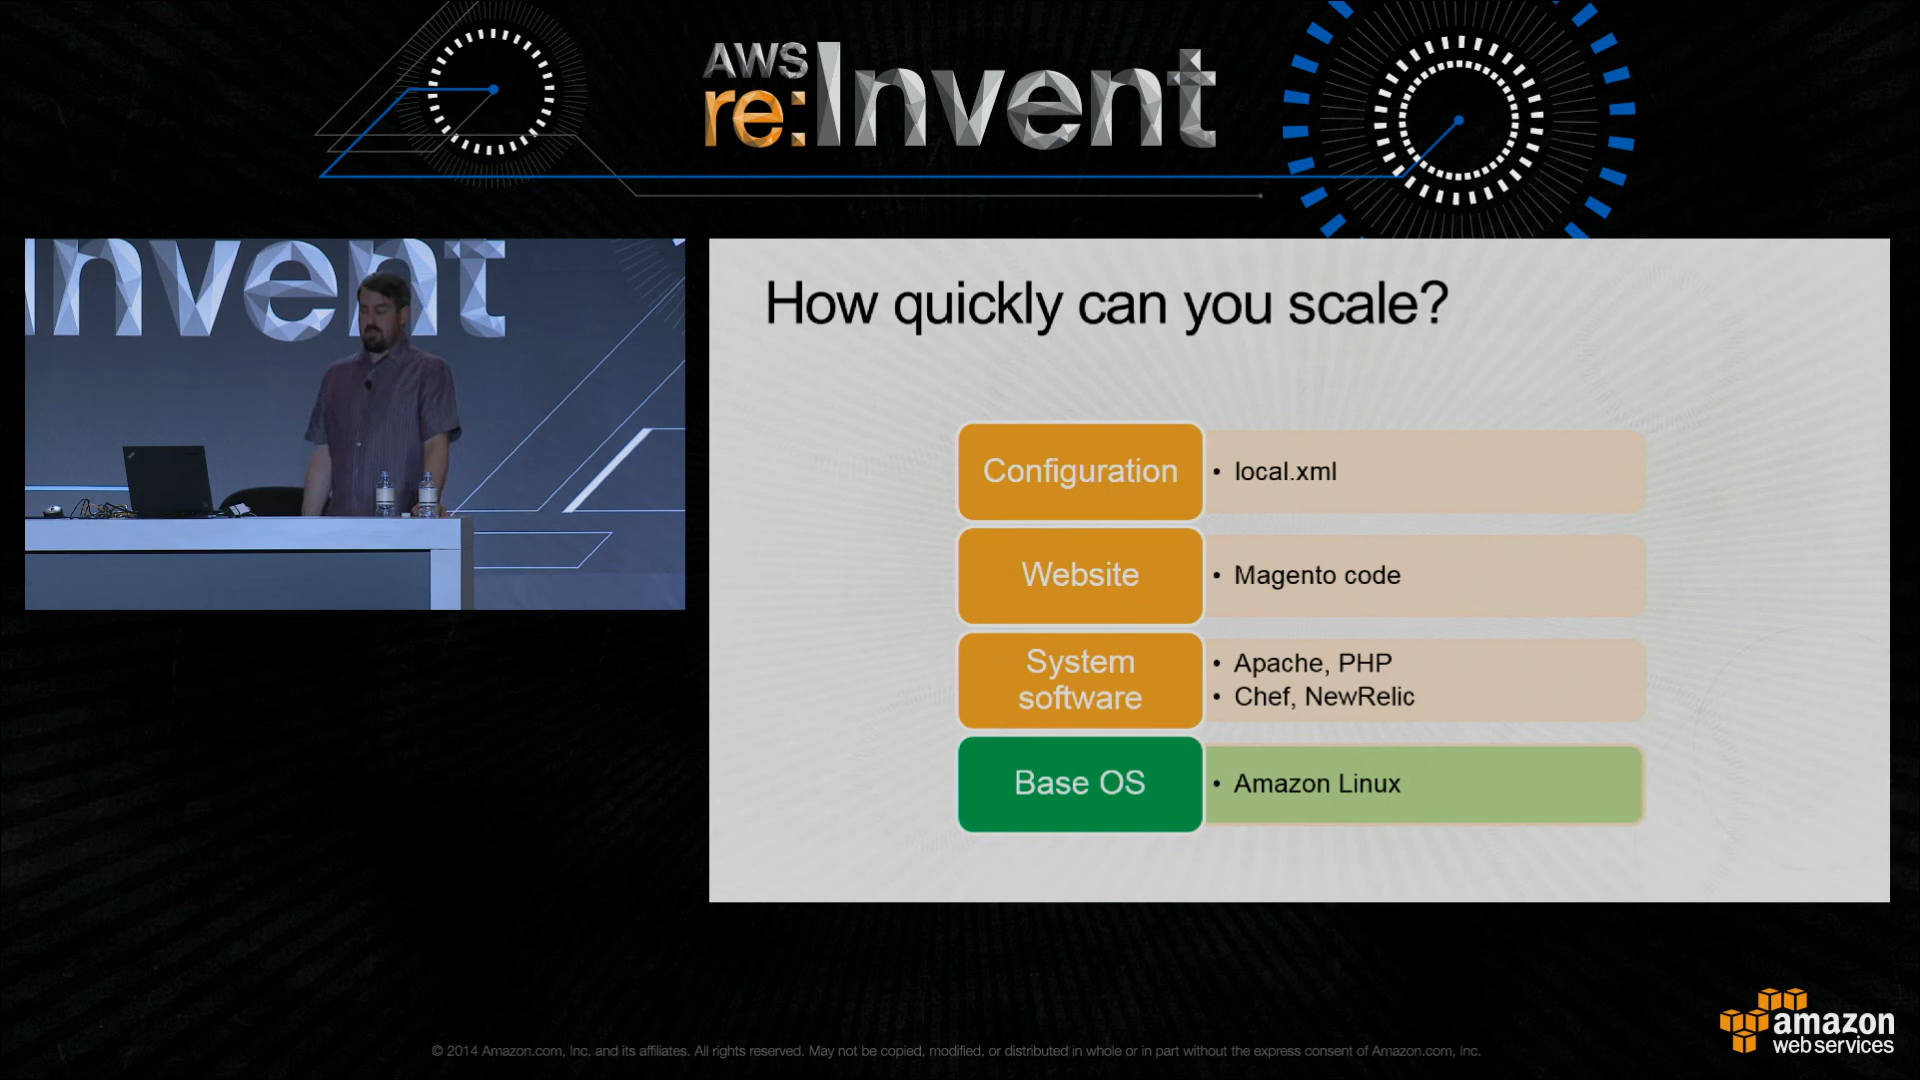 AWS
re:Invent
Invent
How quickly can you scale?
Configuration
• local.xml
Website
• Magento code
System
software
• Apache, PHP
• Chef, NewRelic
Base OS
• Amazon Linux
amazon
web services
© 2014 Amazon.com, Inc. and its affiliates. All rights reserved. May not be copied, modified, or distributed in whole or in part without the express consent of Amazon.com, Inc.